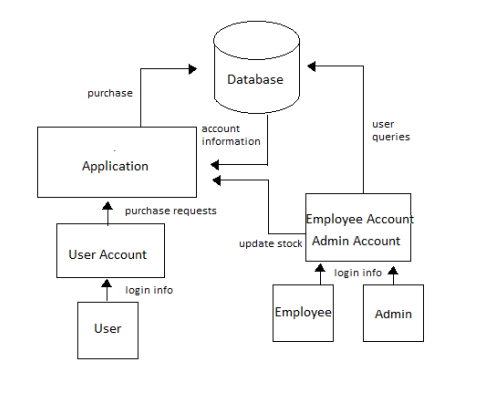 Database
purchase
account
information
user
queries
Application
purchase requests
Employee Account
Admin Account
User Account
update stock
login info
login info
Employee
Admin
User